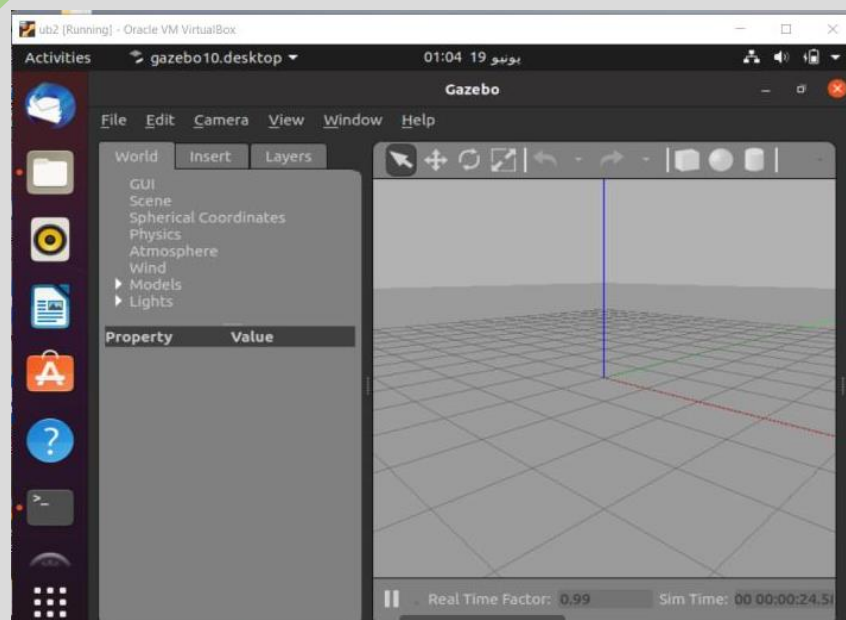 ub2 [Running] - Oracle VM VirtualBox
Activities
gazebo10.desktop
01:04 19 يونيو
Gazebo
File Edit Camera View Window Help
World Insert Layers
GUI
Scene
Spherical Coordinates
Physics
Atmosphere
Wind
Models
Lights
Property Value
Real Time Factor: 0.99 Sim Time: 00 00:00:24.5